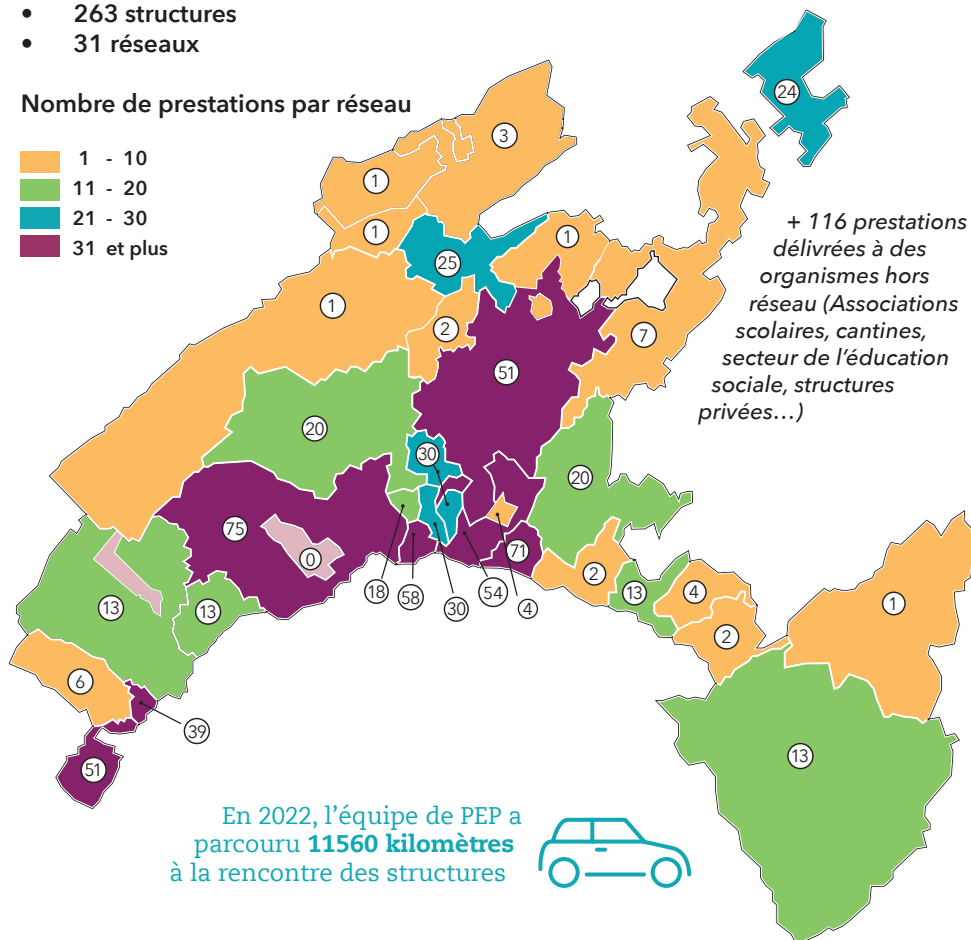 • 263 structures
• 31 réseaux
Nombre de prestations par réseau
1 - 10
11 - 20
21 - 30
31 et plus
24
3
1
1
25
1
+ 116 prestations
délivrées à des
organismes hors
réseau (Associations
scolaires, cantines,
secteur de l'éducation
sociale, structures
privées...)
1
2
7
51
20
30
20
75
0
71
18
58
30
54
4
2
13
4
1
13
13
2
6
39
51
13
En 2022, l'équipe de PEP a
parcouru 11560 kilomètres
à la rencontre des structures